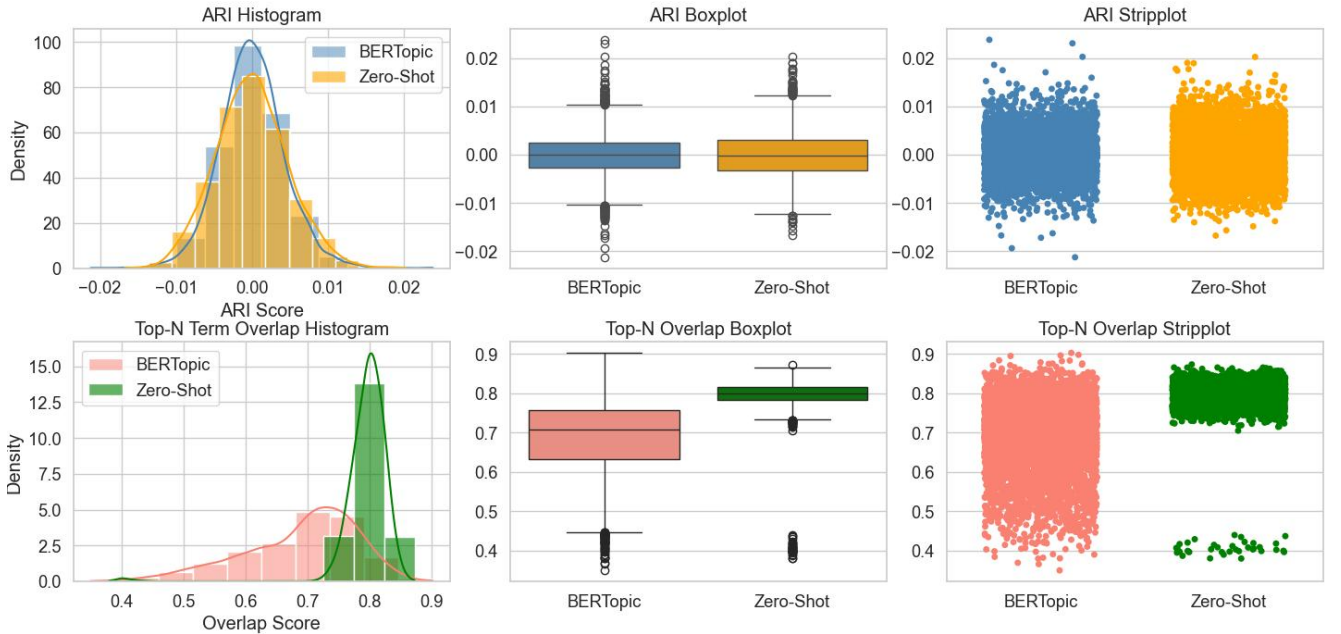 ARI Histogram
100
80
60
40
20
0
Density
BERTopic
Zero-Shot
−0.02
−0.01
0.00
0.01
0.02
ARI Score
ARI Boxplot
0.02
0.01
0.00
−0.01
−0.02
BERTopic
Zero-Shot
ARI Stripplot
0.02
0.01
0.00
−0.01
−0.02
BERTopic
Zero-Shot
Top-N Term Overlap Histogram
15.0
12.5
10.0
7.5
5.0
2.5
0.0
Density
BERTopic
Zero-Shot
0.4
0.5
0.6
0.7
0.8
0.9
Overlap Score
Top-N Overlap Boxplot
0.9
0.8
0.7
0.6
0.5
0.4
BERTopic
Zero-Shot
Top-N Overlap Stripplot
0.9
0.8
0.7
0.6
0.5
0.4
BERTopic
Zero-Shot